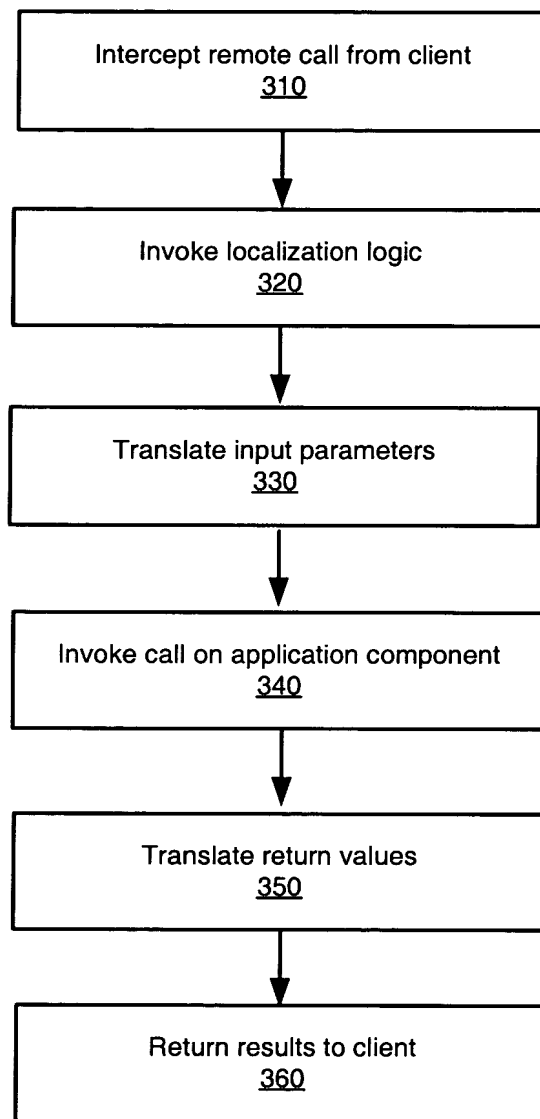 Intercept remote call from client
310
Invoke localization logic
320
Translate input parameters
330
Invoke call on application component
340
Translate return values
350
Return results to client
360